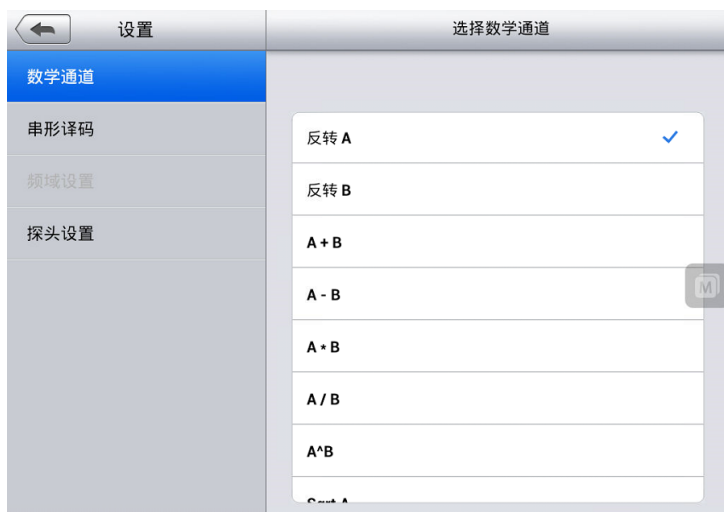 设置
选择数学通道
数学通道
串形译码
频域设置
探头设置
反转 A
反转 B
A + B
A - B
A * B
A / B
A^B
Sqrt A
M